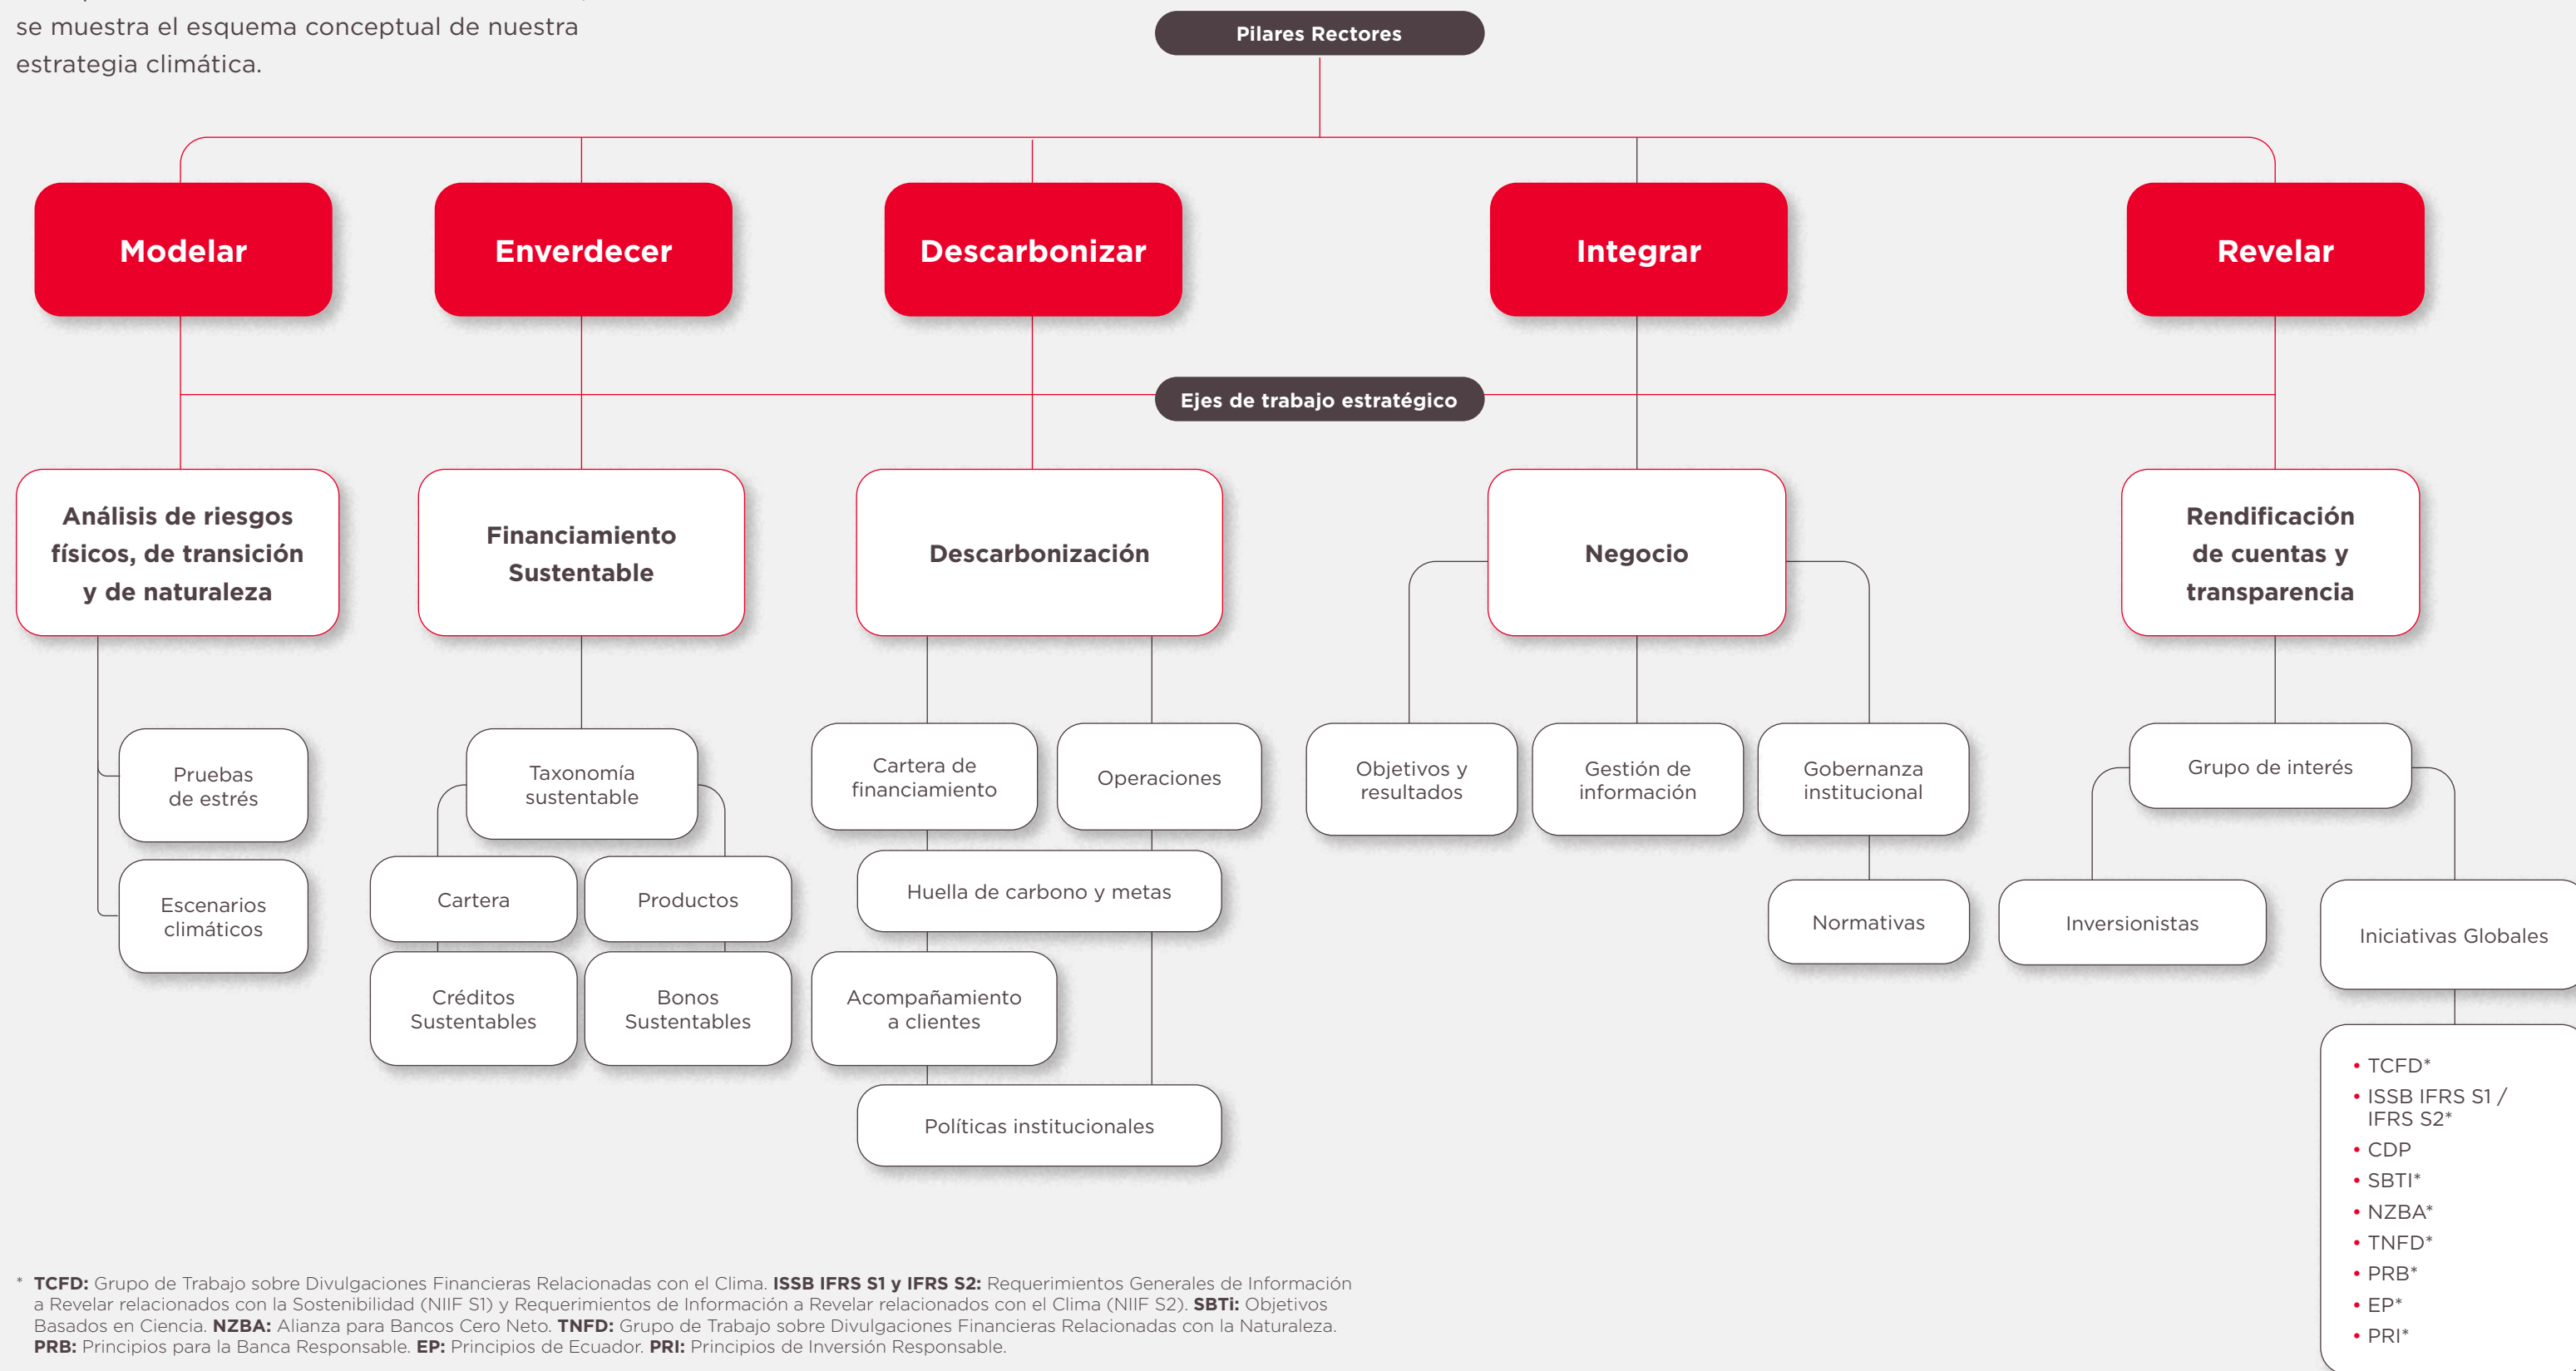 se muestra el esquema conceptual de nuestra
estrategia climática.
Pilares Rectores
Modelar
Enverdecer
Descarbonizar
Integrar
Revelar
Ejes de trabajo estratégico
Análisis de riesgos
físicos, de transición
y de naturaleza
Financiamiento
Sustentable
Descarbonización
Negocio
Rendificación
de cuentas y
transparencia
Pruebas
de estrés
Escenarios
climáticos
Taxonomía
sustentable
Cartera
Productos
Créditos
Sustentables
Bonos
Sustentables
Cartera de
financiamiento
Operaciones
Huella de carbono y metas
Acompañamiento
a clientes
Políticas institucionales
Objetivos y
resultados
Gestión de
información
Gobernanza
institucional
Normativas
Grupo de interés
Inversionistas
Iniciativas Globales
• TCFD*
• ISSB IFRS S1 /
IFRS S2*
• CDP
• SBTI*
• NZBA*
• TNFD*
• PRB*
• EP*
• PRI*
* TCFD: Grupo de Trabajo sobre Divulgaciones Financieras Relacionadas con el Clima. ISSB IFRS S1 y IFRS S2: Requerimientos Generales de Información
a Revelar relacionados con la Sostenibilidad (NIIF S1) y Requerimientos de Información a Revelar relacionados con el Clima (NIIF S2). SBTi: Objetivos
Basados en Ciencia. NZBA: Alianza para Bancos Cero Neto. TNFD: Grupo de Trabajo sobre Divulgaciones Financieras Relacionadas con la Naturaleza.
PRB: Principios para la Banca Responsable. EP: Principios de Ecuador. PRI: Principios de Inversión Responsable.